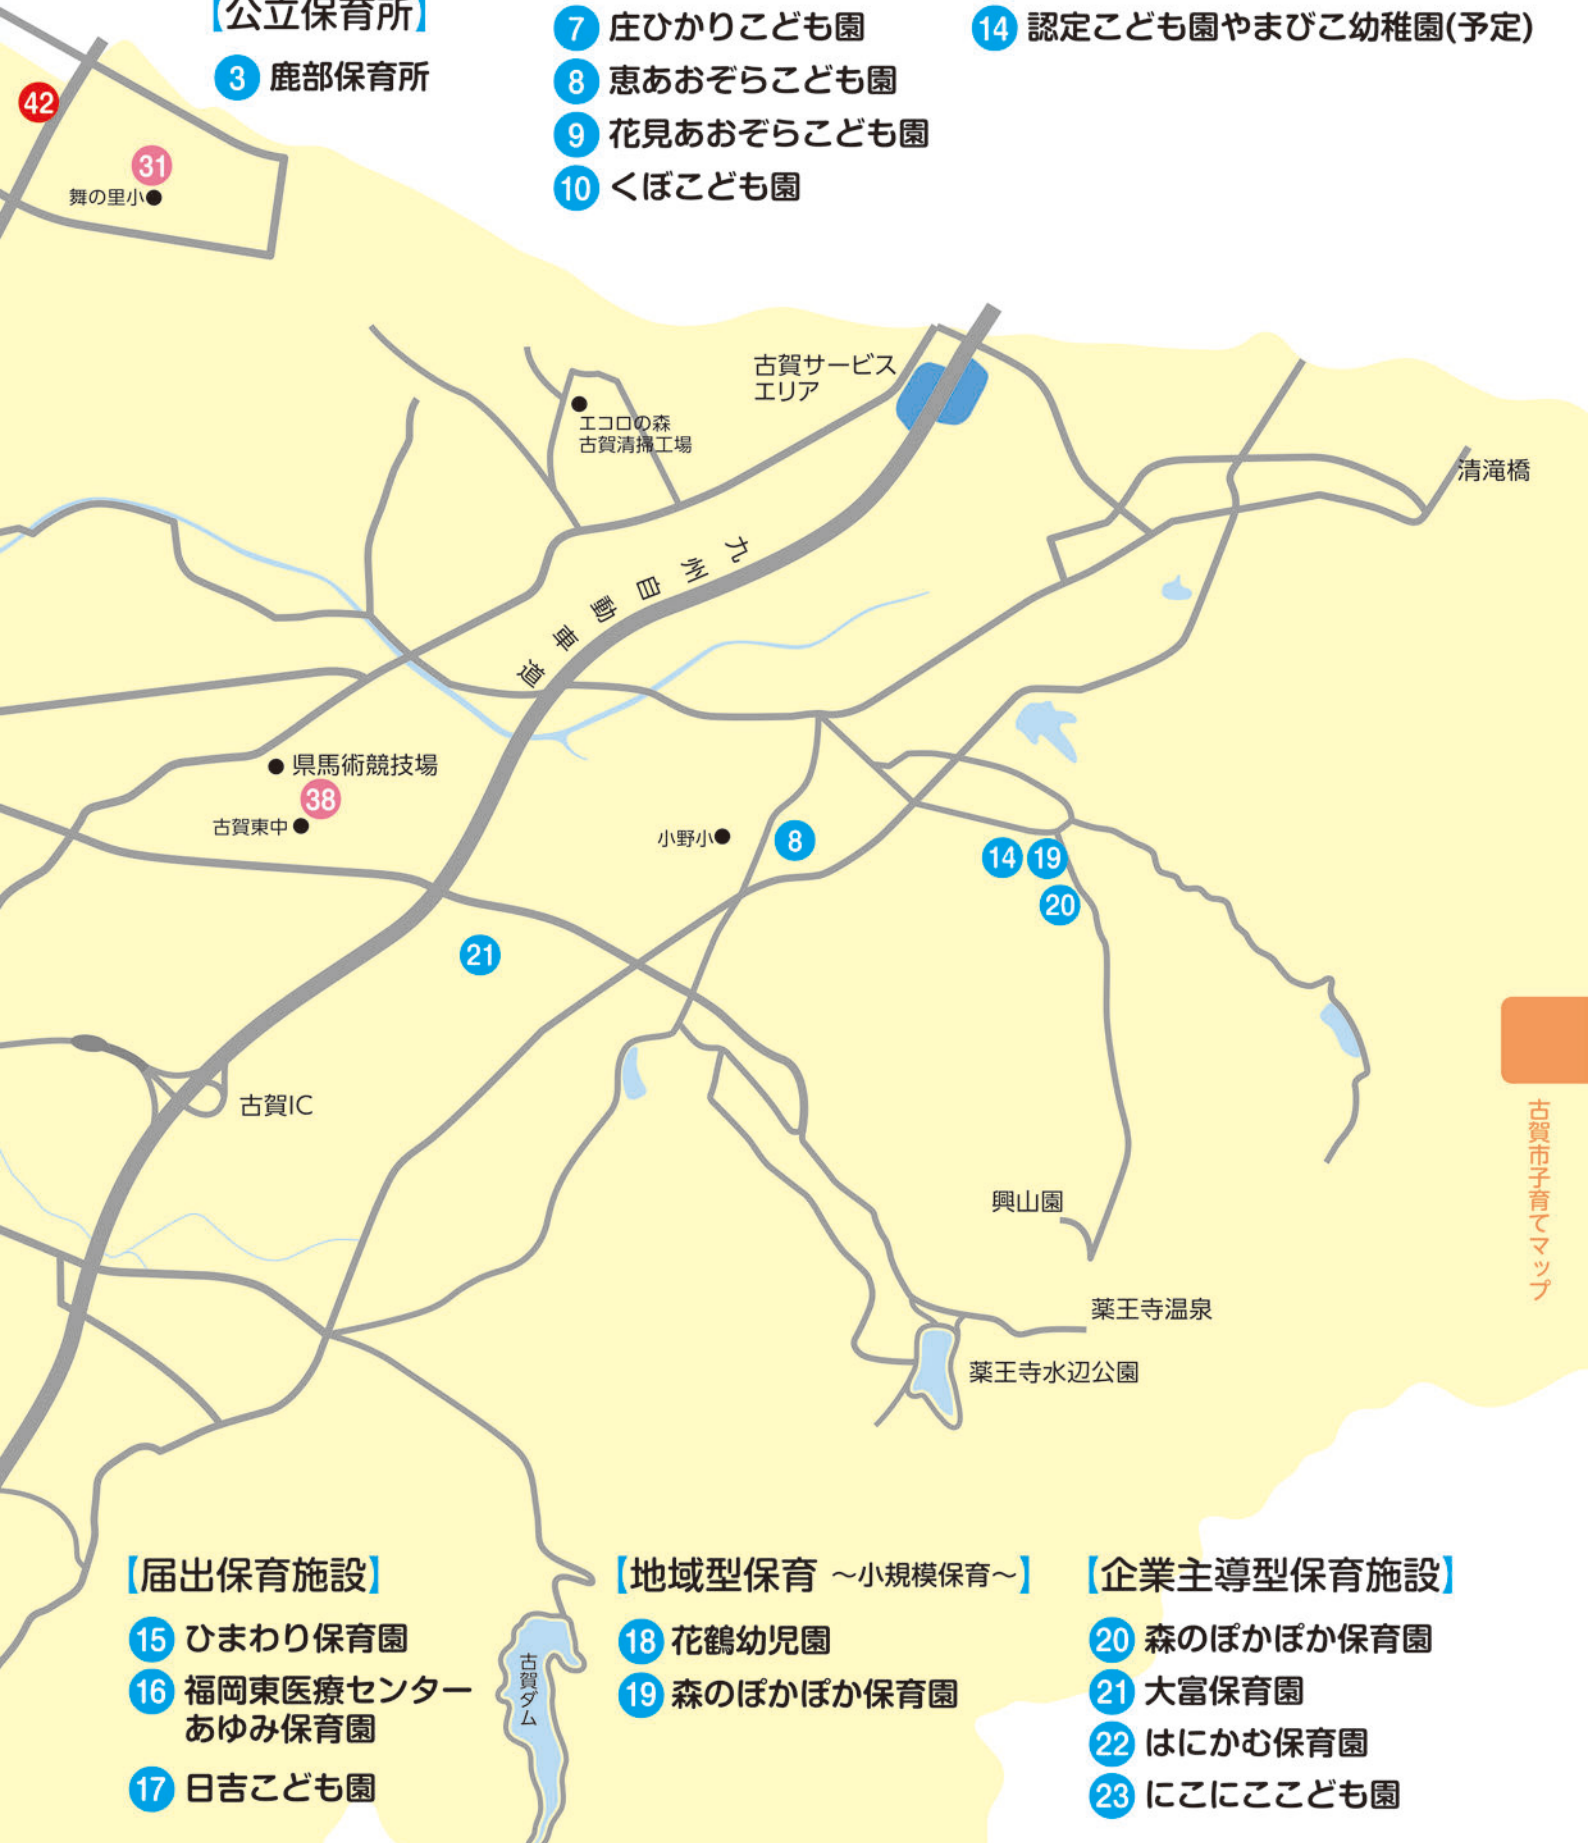 【公立保育所】
3 鹿部保育所
7 庄ひかりこども園
8 恵あおぞらこども園
9 花見あおぞらこども園
10 くぼこども園
14 認定こども園やまびこ幼稚園(予定)
42
31
舞の里小
古賀サービス
エリア
エコロの森
古賀清掃工場
清滝橋
九州自動車道
県馬術競技場
38
古賀東中
小野小
8
14 19
20
21
古賀IC
興山園
薬王寺温泉
薬王寺水辺公園
古賀市子育てマップ
【届出保育施設】
15 ひまわり保育園
16 福岡東医療センター
あゆみ保育園
17 日吉こども園
古賀ダム
【地域型保育 ～小規模保育～】
18 花鶴幼児園
19 森のぽかぽか保育園
【企業主導型保育施設】
20 森のぽかぽか保育園
21 大富保育園
22 はにかむ保育園
23 にこにここども園